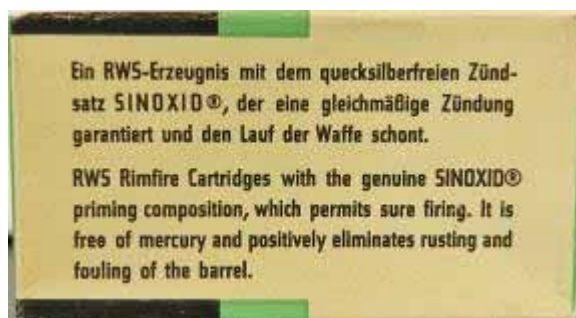 Ein RWS-Erzeugnis mit dem quecksilberfreien Zünd-
satz SINOXID®, der eine gleichmäßige Zündung
garantiert und den Lauf der Waffe schont.
RWS Rimfire Cartridges with the genuine SINOXID®
priming composition, which permits sure firing. It is
free of mercury and positively eliminates rusting and
fouling of the barrel.